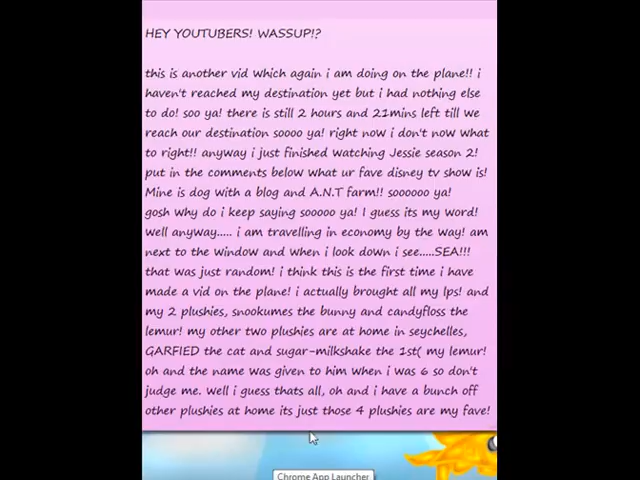 HEY YOUTUBERS! WASSUP!?
this is another vid which again i am doing on the plane!! i
haven't reached my destination yet but i had nothing else
to do! soo ya! there is still 2 hours and 21mins left till we
reach our destination soooo ya! right now i don't now what
to right!! anyway i just finished watching Jessie season 2!
put in the comments below what ur fave disney tv show is!
Mine is dog with a blog and A.N.T farm!! soooooo ya!
gosh why do i keep saying sooooo ya! I guess its my word!
well anyway..... i am travelling in economy by the way! am
next to the window and when i look down i see.....SEA!!!
that was just random! i think this is the first time i have
made a vid on the plane! i actually brought all my lps! and
my 2 plushies, snookumes the bunny and candyfloss the
lemur! my other two plushies are at home in seychelles,
GARFIED the cat and sugar-milkshake the 1st( my lemur!
oh and the name was given to him when i was 6 so don't
judge me. well i guess thats all, oh and i have a bunch off
other plushies at home its just those 4 plushies are my fave!
Chrome App Launcher